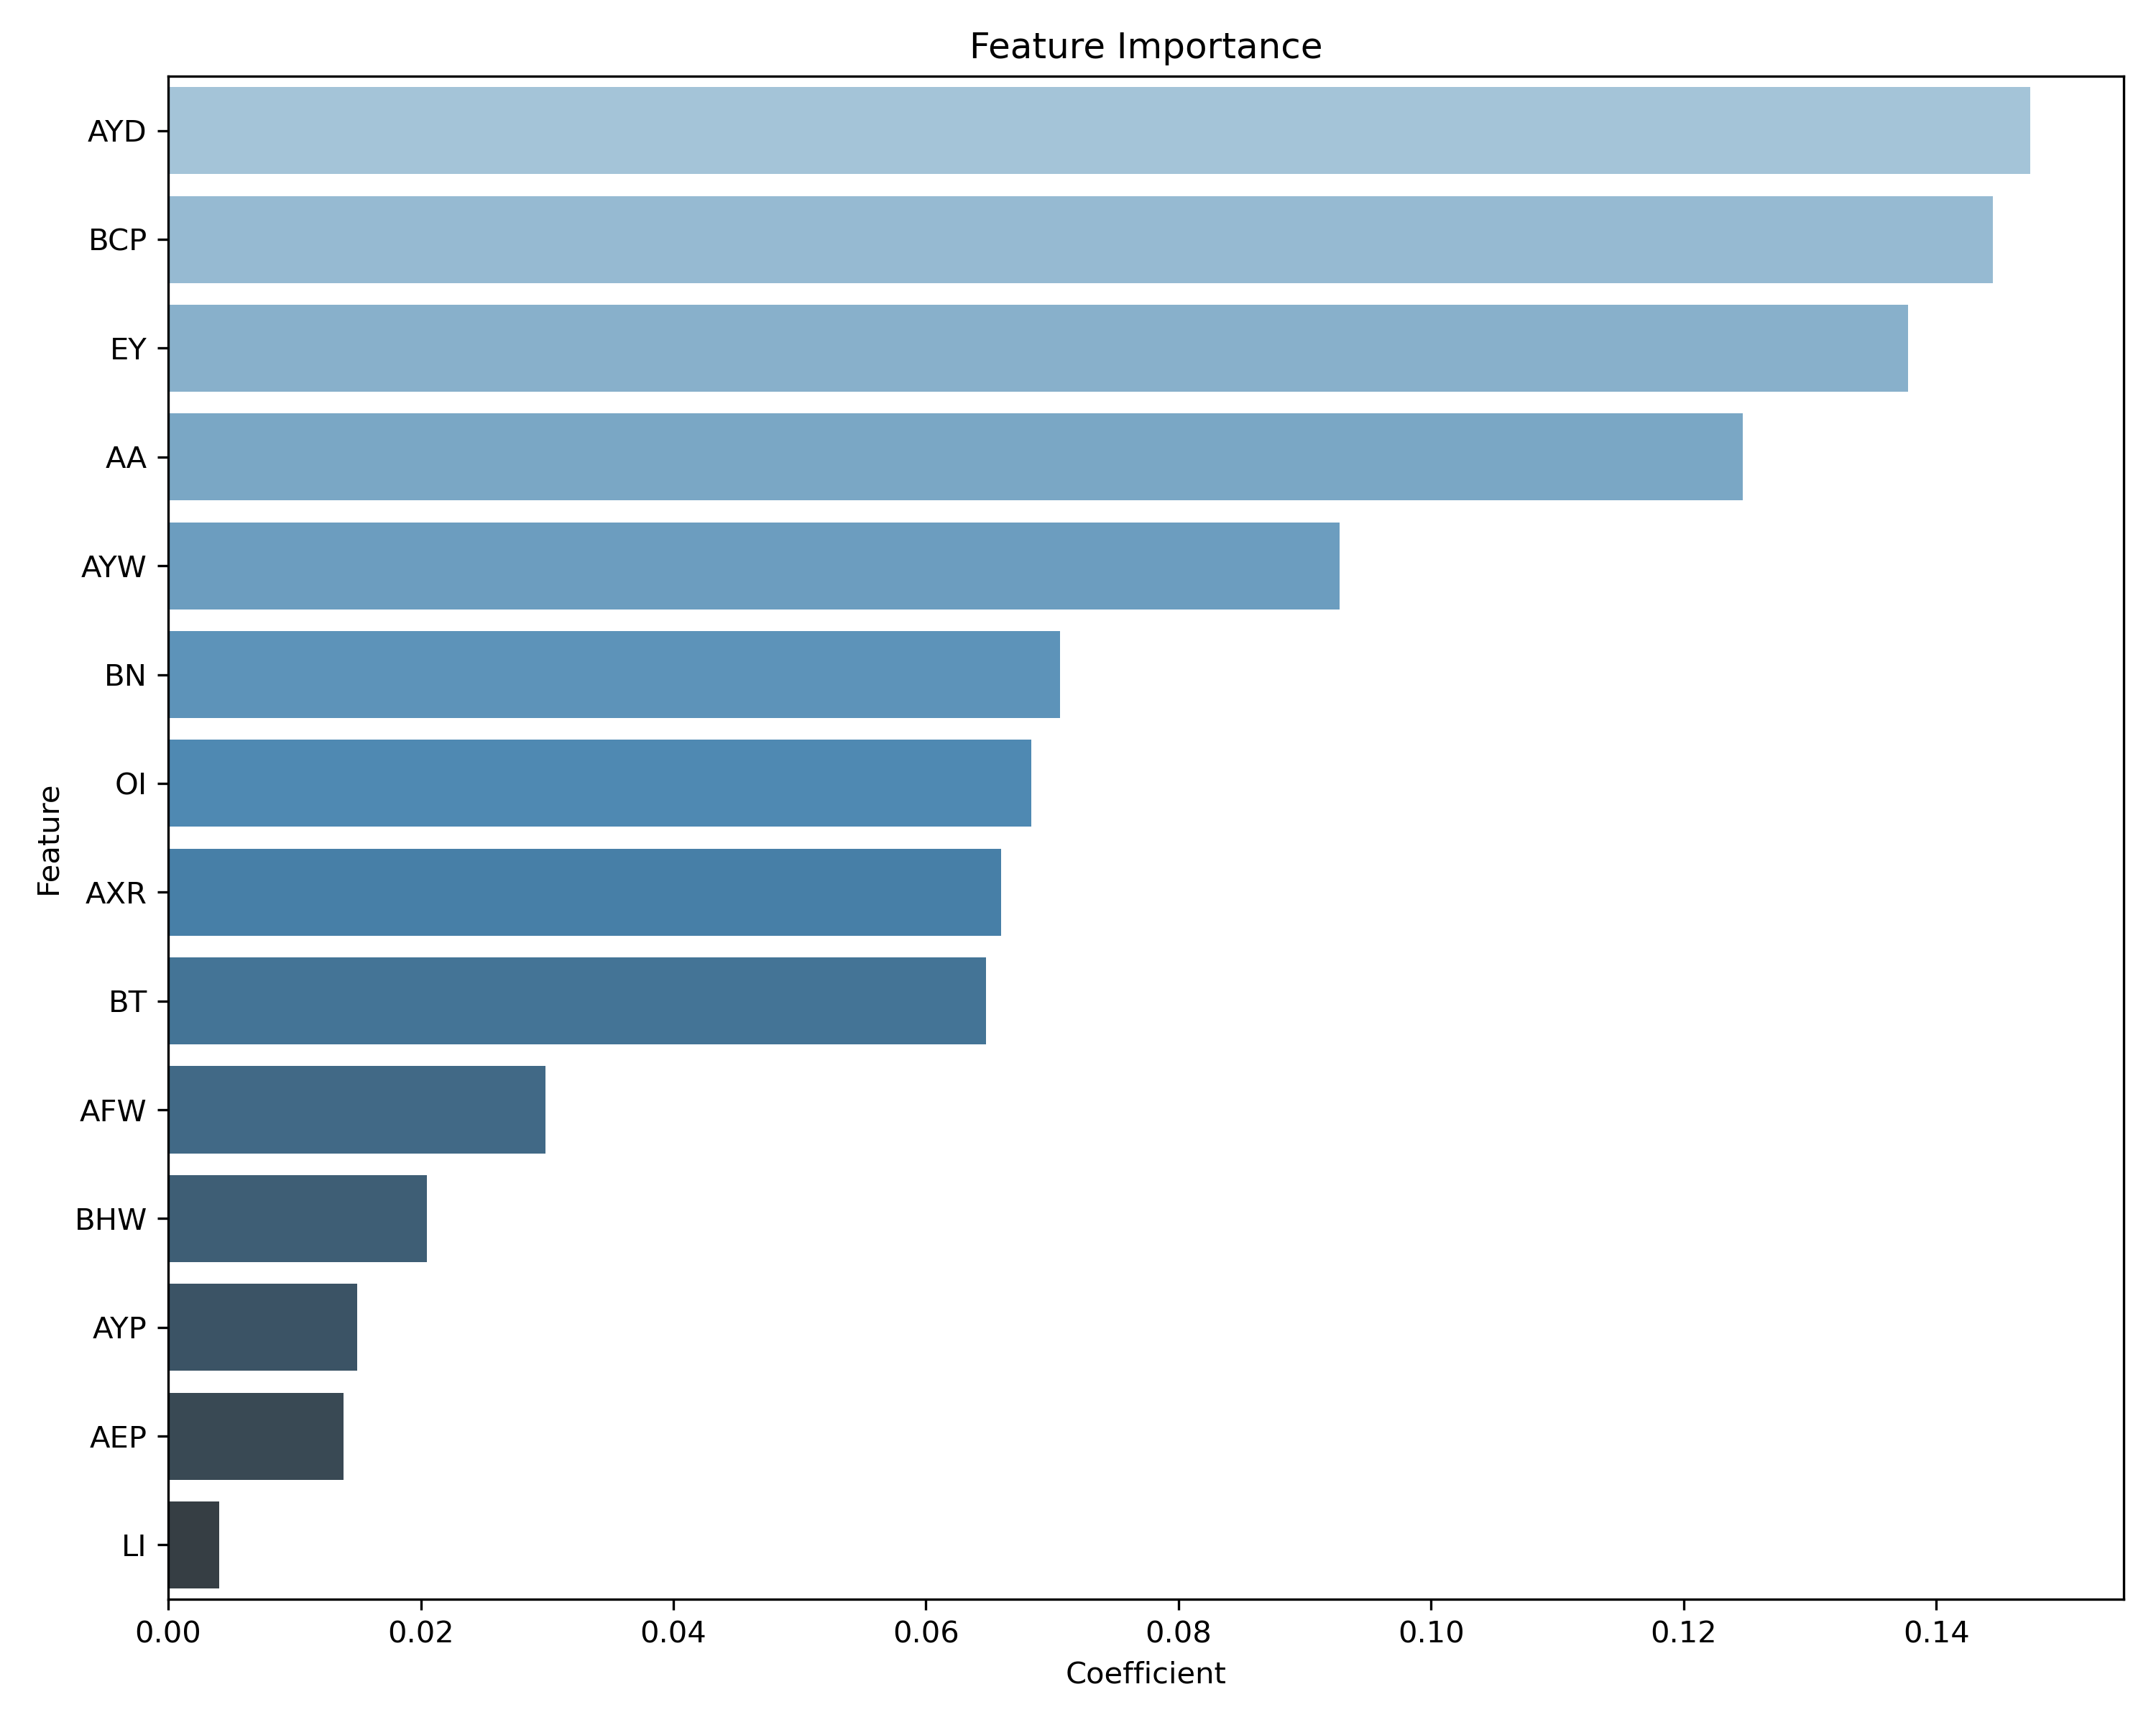 Feature Importance
AYD
BCP
EY
AA
AYW
BN
OI
AXR
BT
AFW
BHW
AYP
AEP
LI
Feature
0.00 0.02 0.04 0.06 0.08 0.10 0.12 0.14
Coefficient